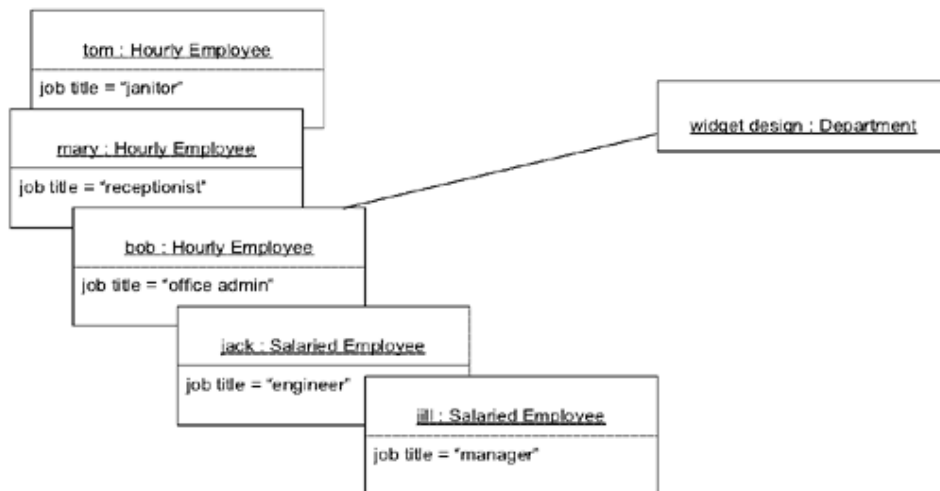 tom : Hourly Employee
job title = "janitor"
mary : Hourly Employee
job title = "receptionist"
widget design : Department
bob : Hourly Employee
job title = "office admin"
jack : Salaried Employee
job title = "engineer"
jill : Salaried Employee
job title = "manager"